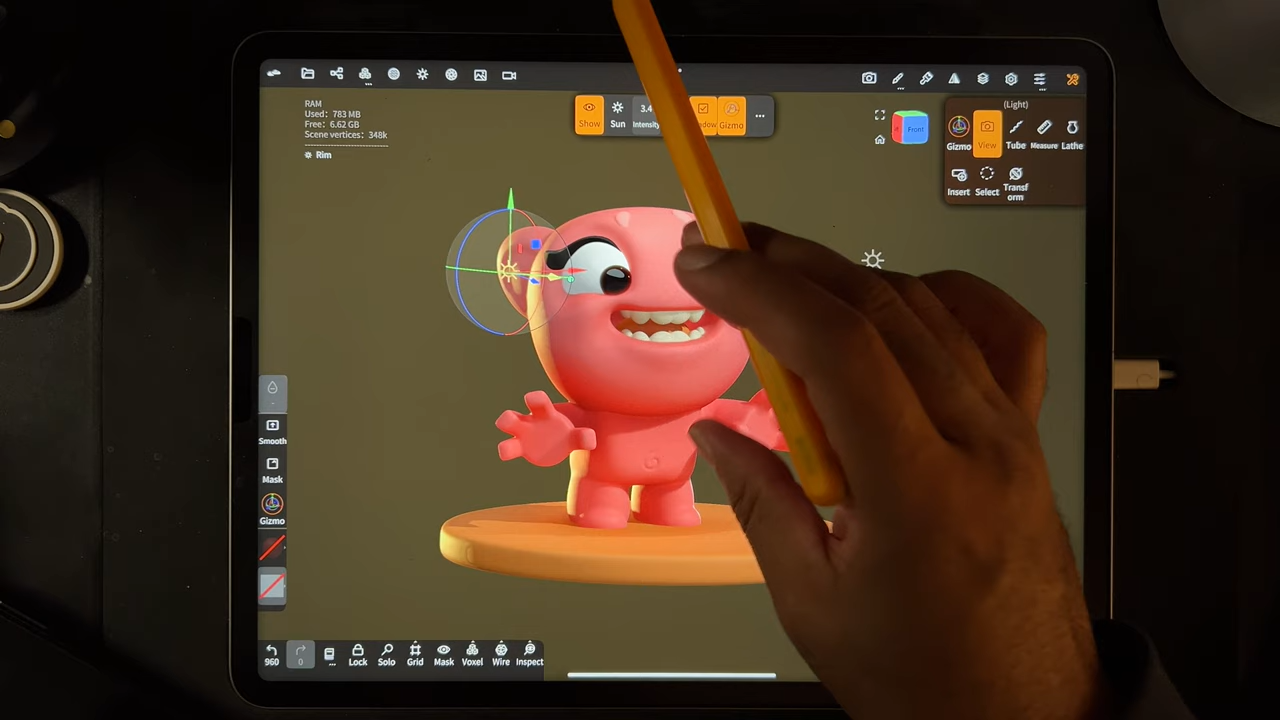 RAM
Used: 783 MB
Free: 6.62 GB
Scene vertices: 348k
Rim
Show
Sun
3.4
Intensity
Gizmo
Front
(Light)
Gizmo
View
Tube
Measure
Lathe
Insert
Select
Transf
orm
Smooth
Mask
Gizmo
960
0
Lock
Solo
Grid
Mask
Voxel
Wire
Inspect